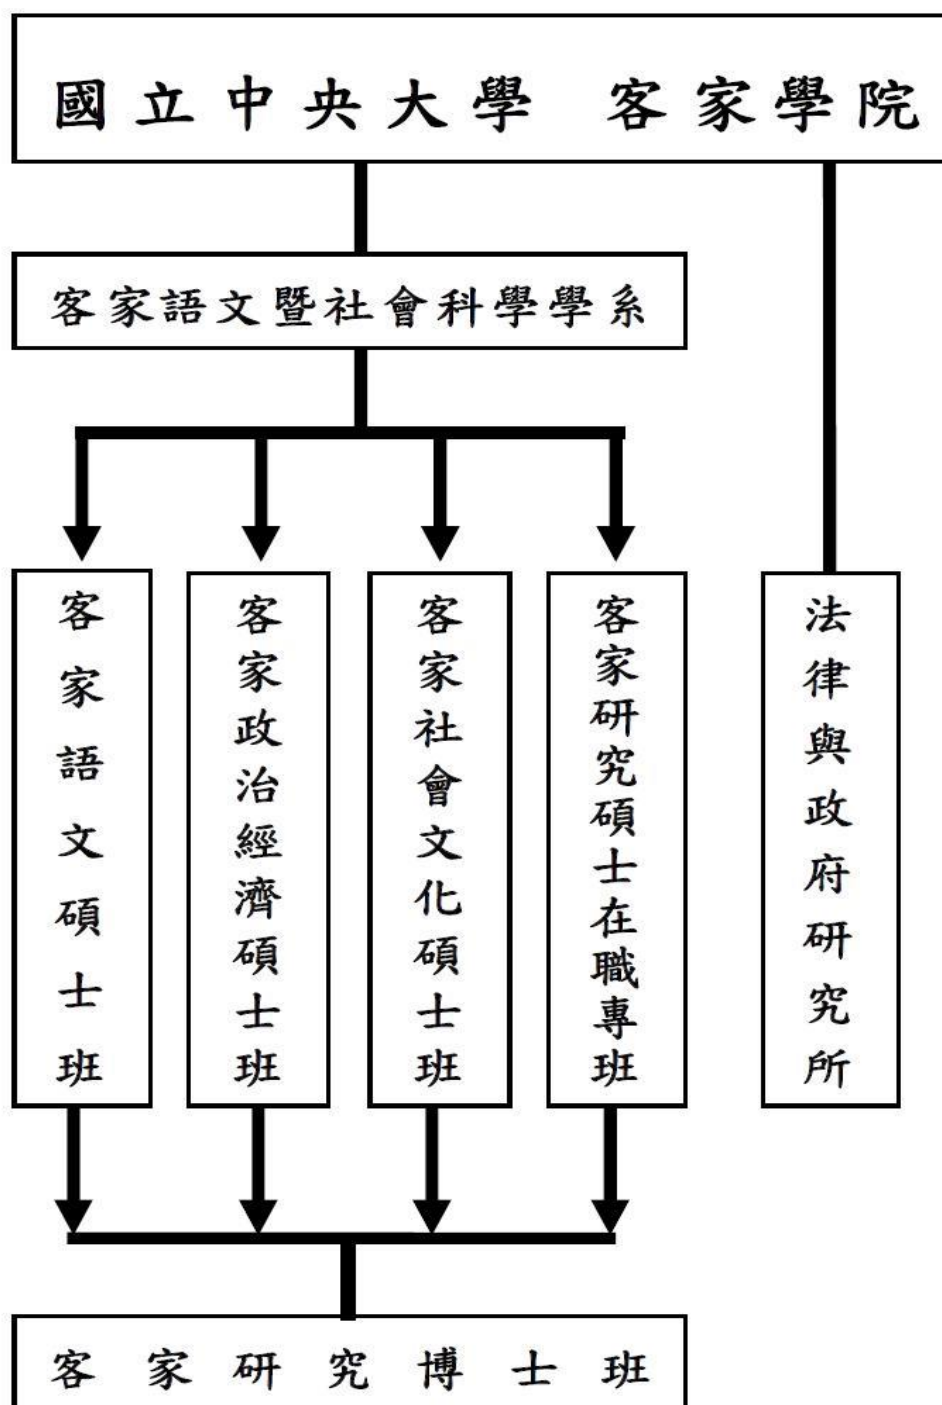 國立中央大學 客家學院
客家語文暨社會科學學系
客家語文碩士班
客家政治經濟碩士班
客家社會文化碩士班
客家研究碩士在職專班
法律與政府研究所
客家研究博士班